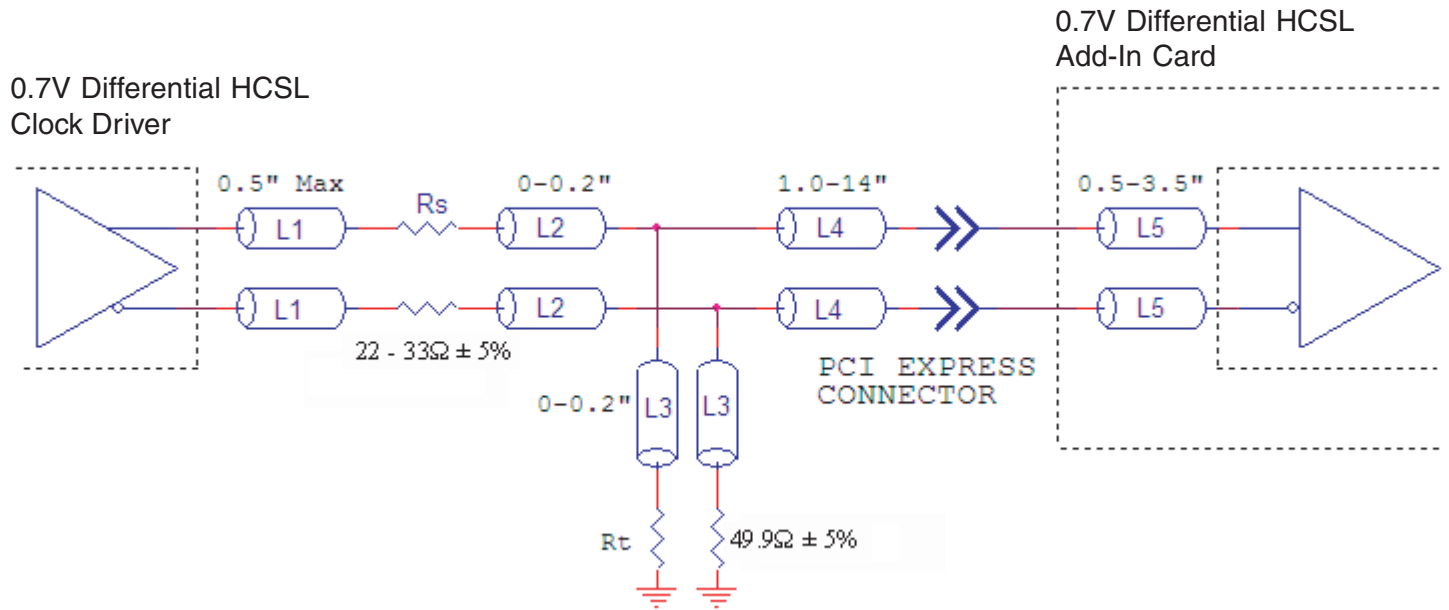 0.7V Differential HCSL
Add-In Card
0.7V Differential HCSL
Clock Driver
0.5" Max
0-0.2"
1.0-14"
0.5-3.5"
L1
Rs
L2
L4
L5
L1
L2
L4
L5
22 - 33Ω ± 5%
PCI EXPRESS
CONNECTOR
0-0.2"
L3
L3
Rt
49.9Ω ± 5%